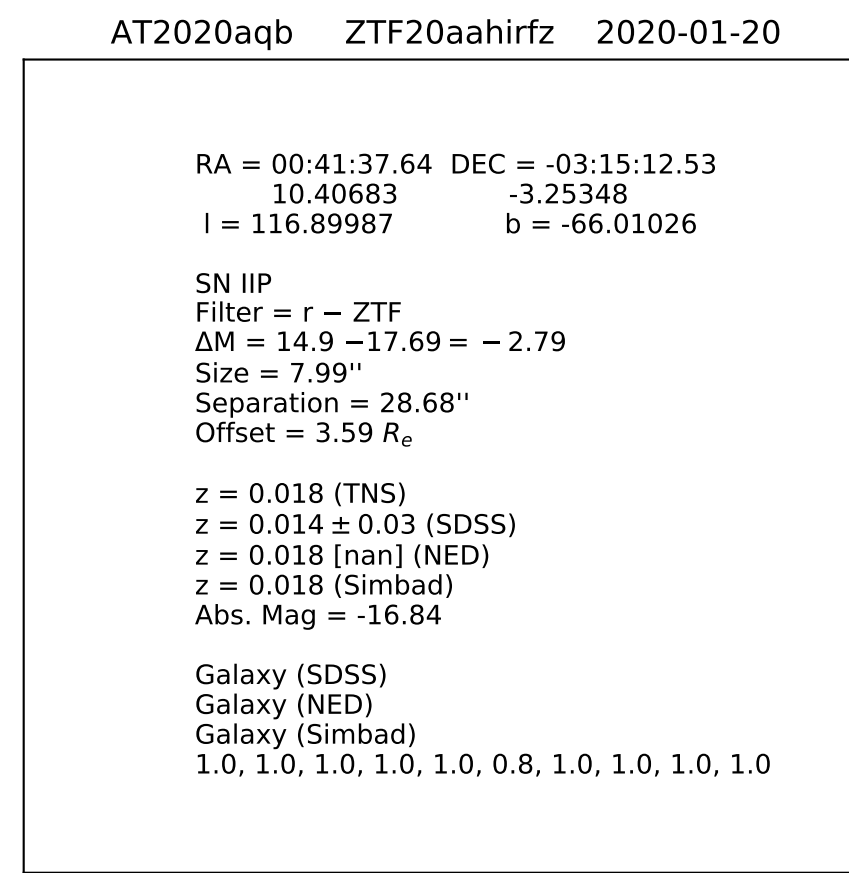 AT2020aqb ZTF20aahirfz 2020-01-20
RA = 00:41:37.64 DEC = -03:15:12.53
10.40683 -3.25348
l = 116.89987 b = -66.01026
SN IIP
Filter = r − ZTF
ΔM = 14.9 −17.69 = − 2.79
Size = 7.99''
Separation = 28.68''
Offset = 3.59 Re
z = 0.018 (TNS)
z = 0.014 ± 0.03 (SDSS)
z = 0.018 [nan] (NED)
z = 0.018 (Simbad)
Abs. Mag = -16.84
Galaxy (SDSS)
Galaxy (NED)
Galaxy (Simbad)
1.0, 1.0, 1.0, 1.0, 1.0, 0.8, 1.0, 1.0, 1.0, 1.0